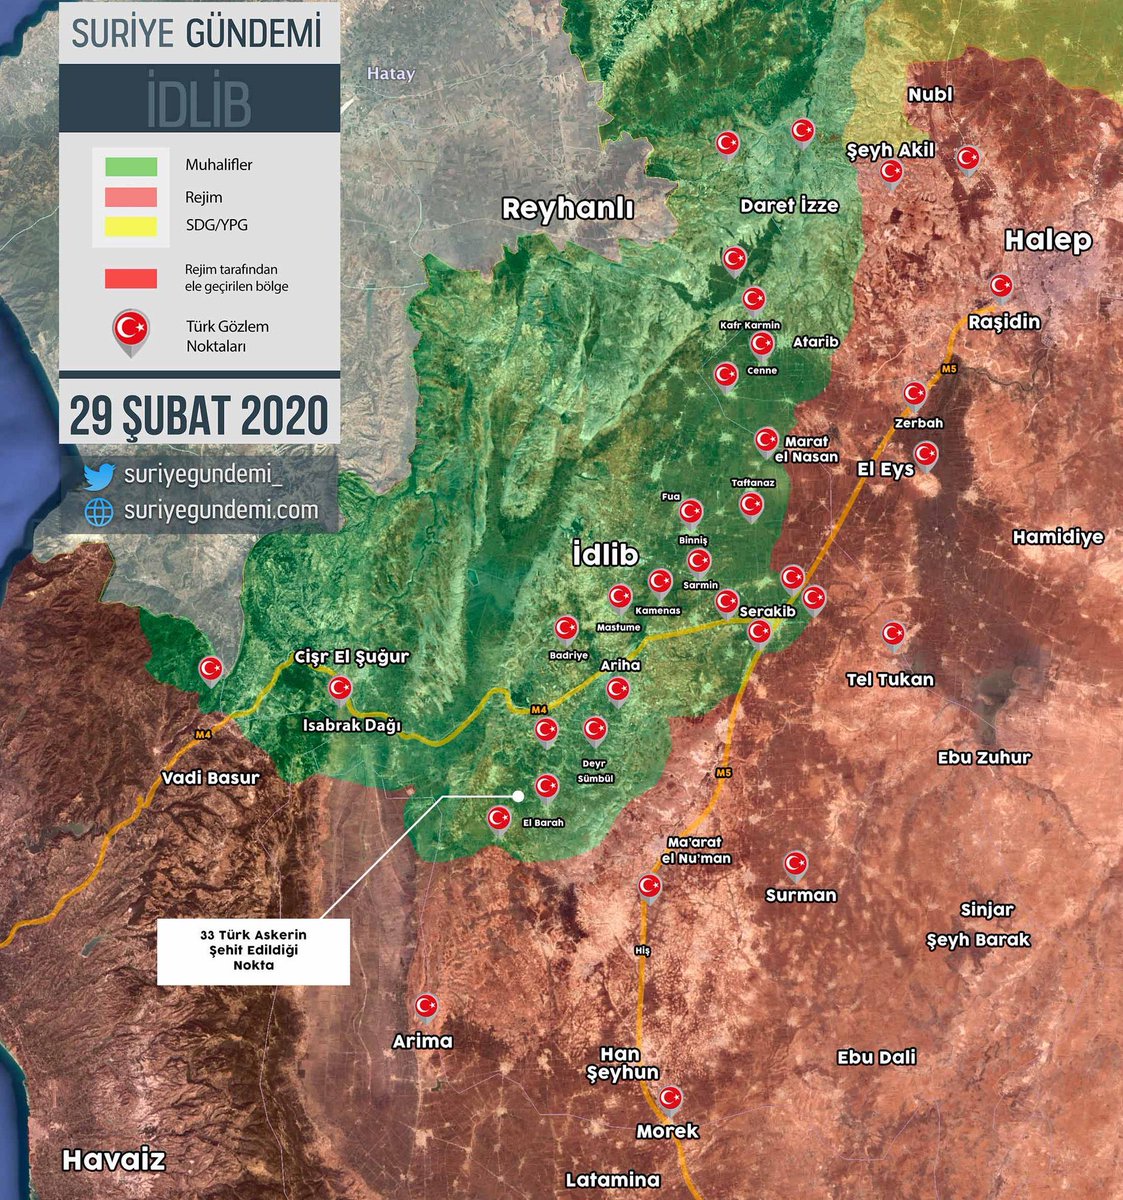 SURİYE GÜNDEMİ
İDLİB
Muhalifler
Rejim
SDG/YPG
Rejim tarafından
ele geçirilen bölge
Türk Gözlem
Noktaları
29 ŞUBAT 2020
suriyegundemi_
suriyegundemi.com
Hatay
Nubl
Şeyh Akil
Reyhanlı
Daret İzze
Halep
Raşidin
Kafr Karmin
Atarib
Cenne
M5
Zerbah
Marat
el Nasan
El Eys
Taftanaz
Fua
Binniş
Hamidiye
İdlib
Sarmin
Kamenas
Serakib
Mastume
Badriye
Cişr El Şuğur
Ariha
Tel Tukan
M4
Isabrak Dağı
M4
Deyr
Sümbül
Ebu Zuhur
Vadi Basur
M5
El Barah
Ma'arat
el Nu'man
Surman
Sinjar
Şeyh Barak
33 Türk Askerin
Şehit Edildiği
Nokta
Hiş
Arima
Han
Şeyhun
Ebu Dali
Morek
Havaiz
Latamina